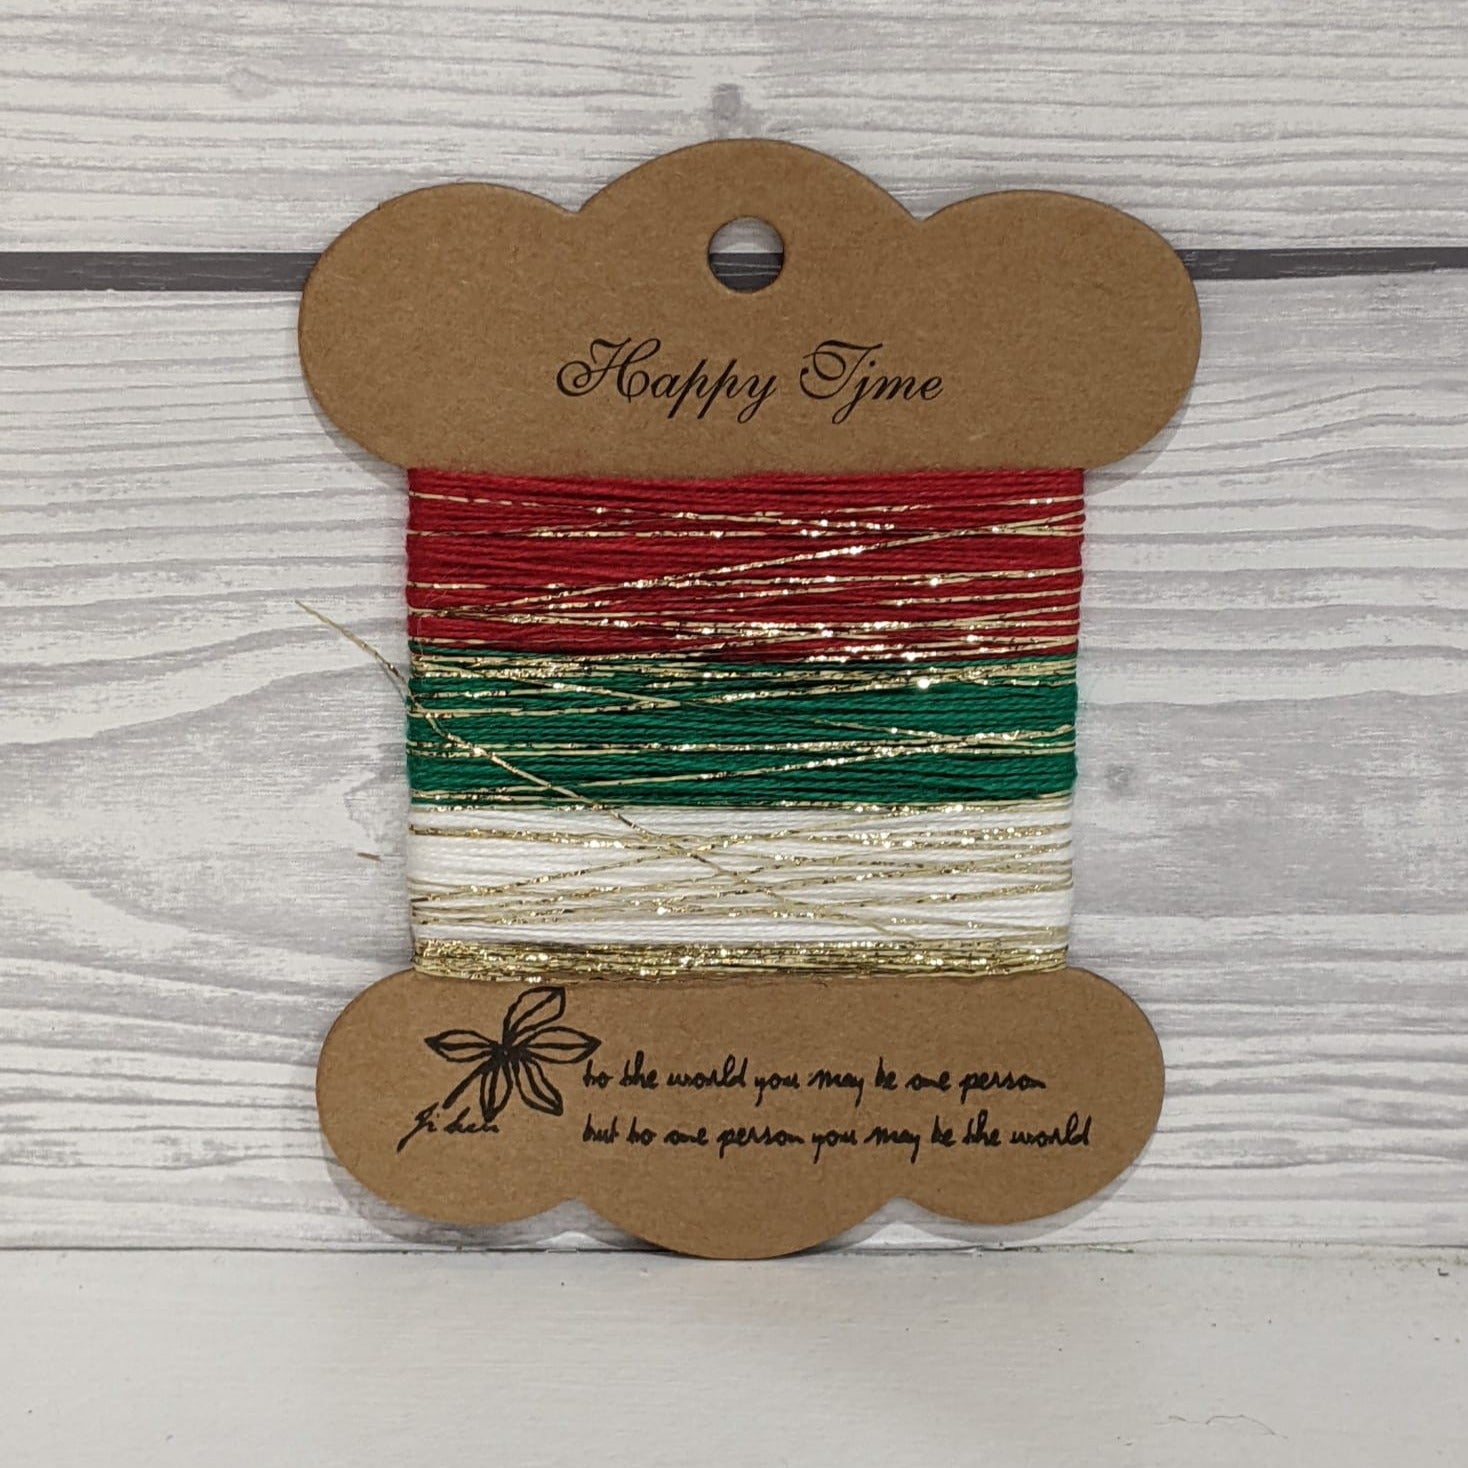 Happy Tjme
to the world you may be one person
but to one person you may be the world